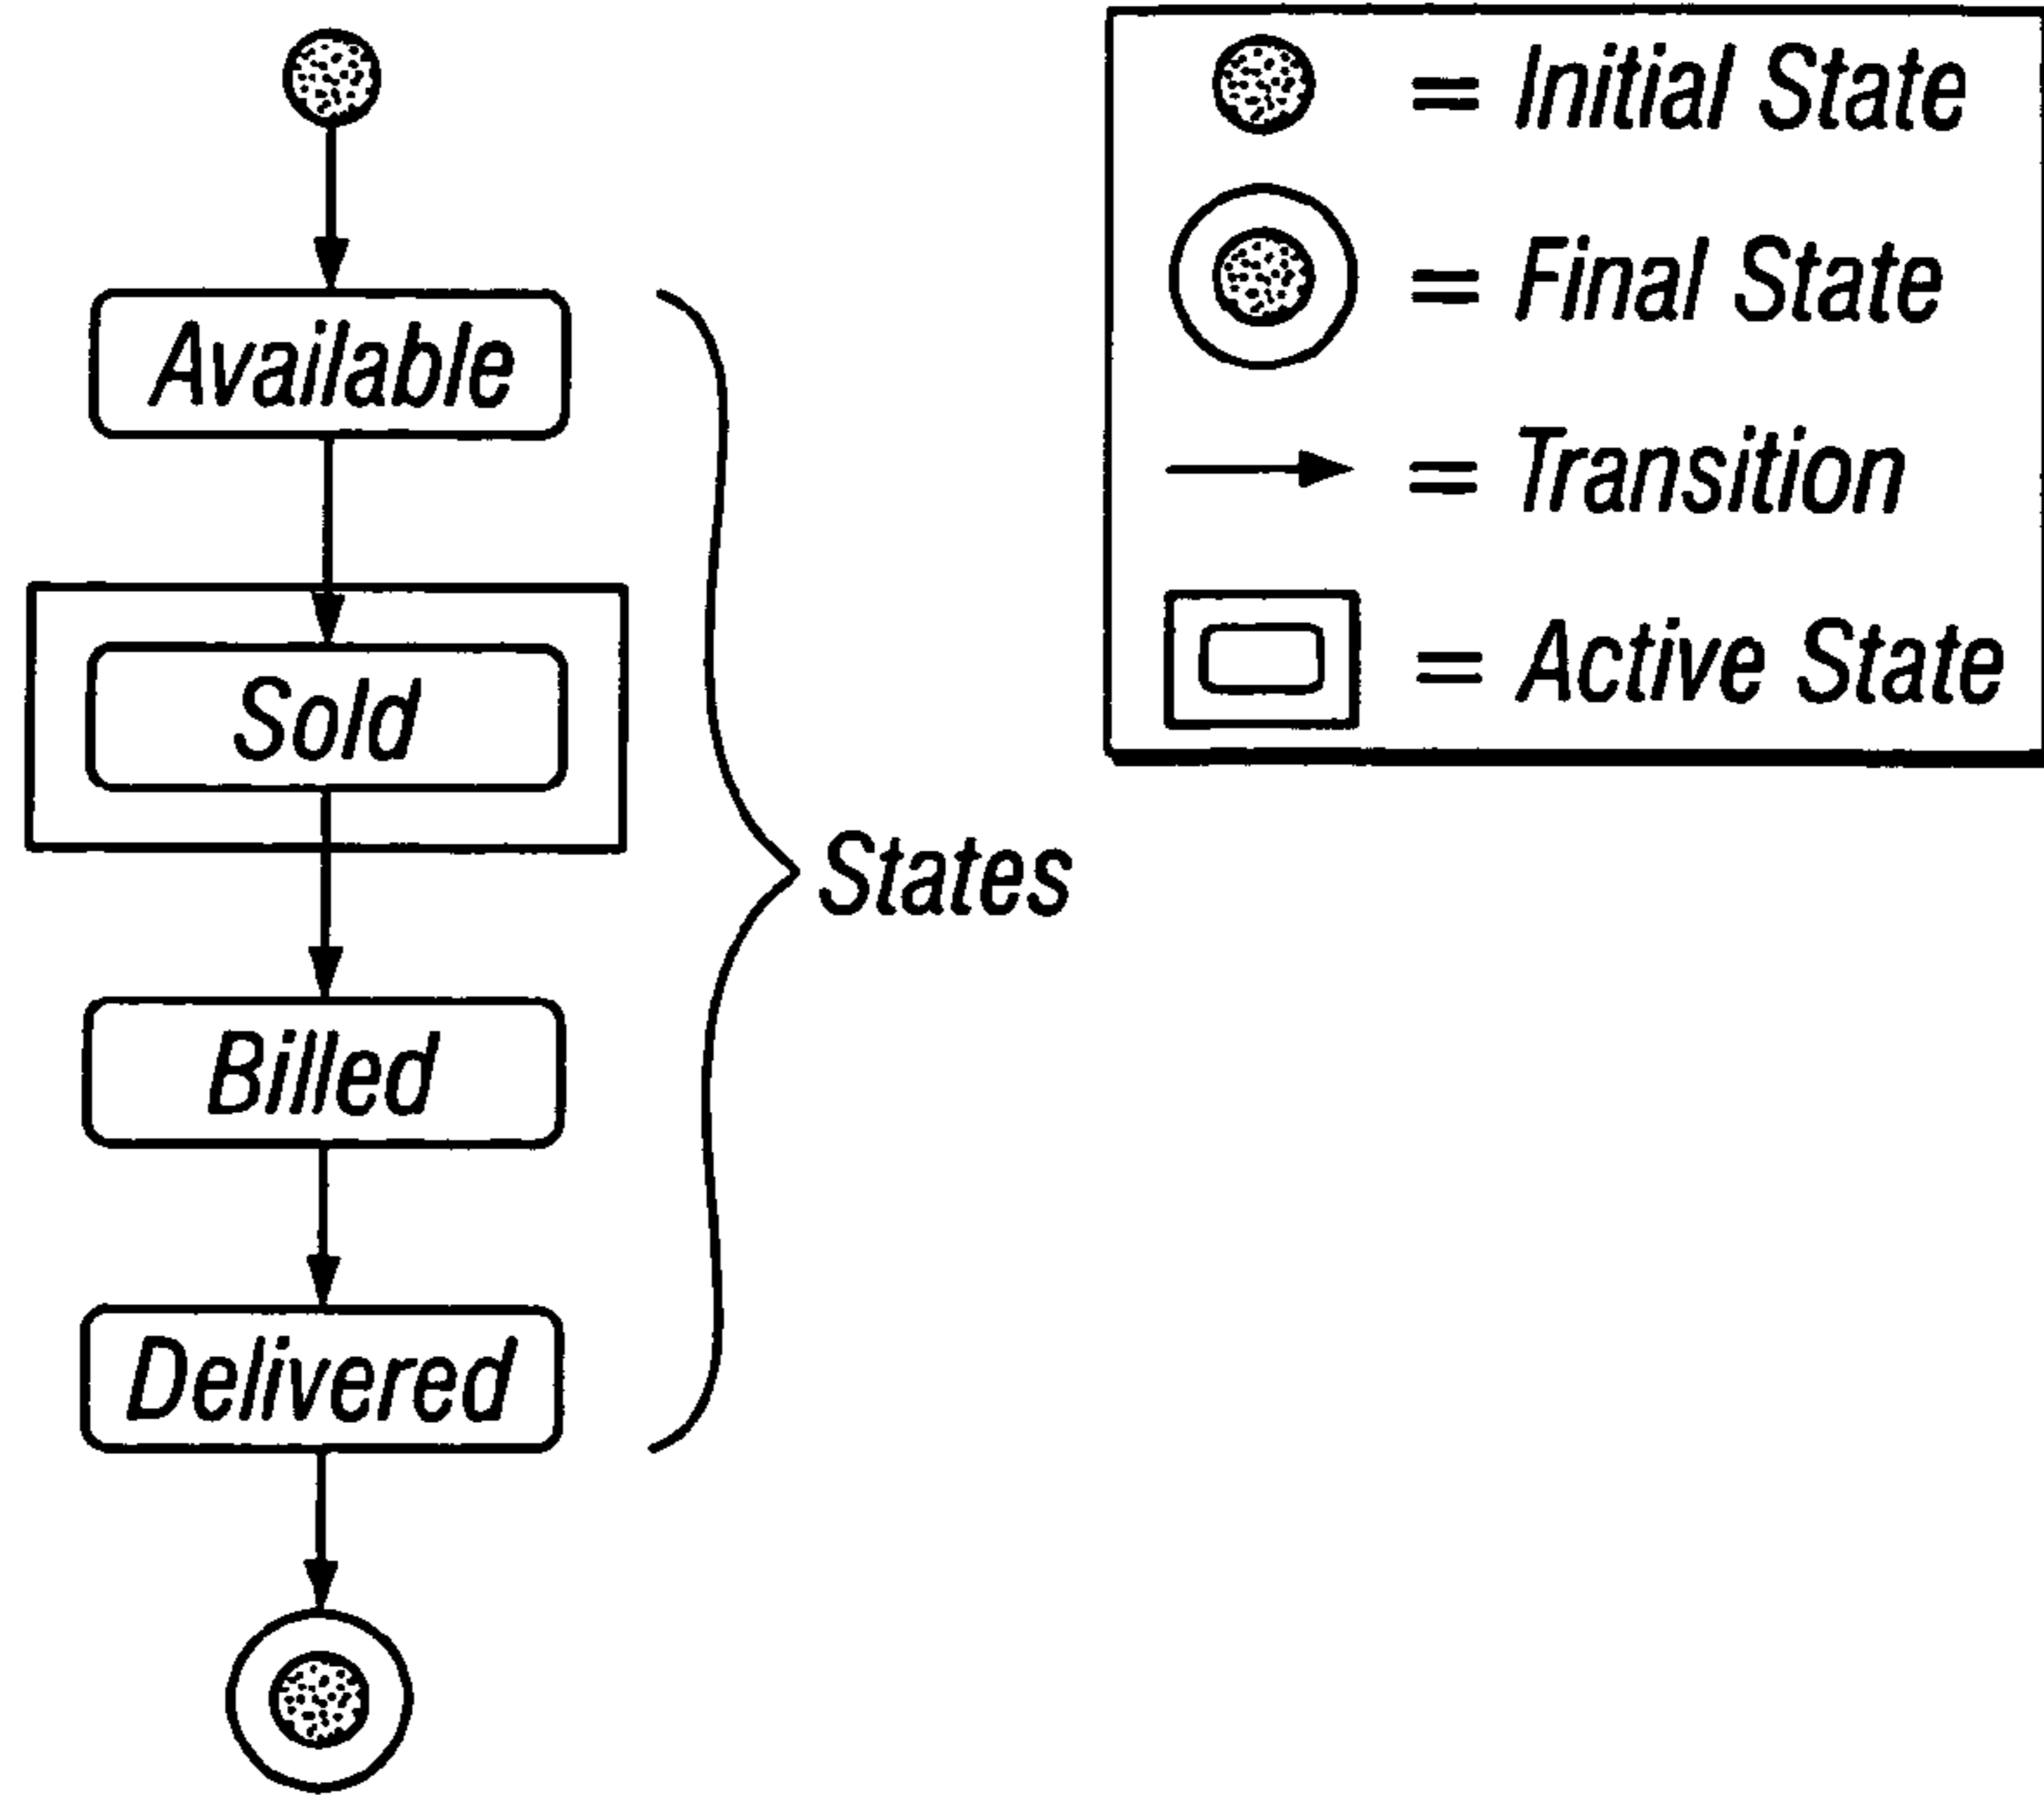 Available
Sold
Billed
Delivered
States
= Initial State
= Final State
= Transition
= Active State